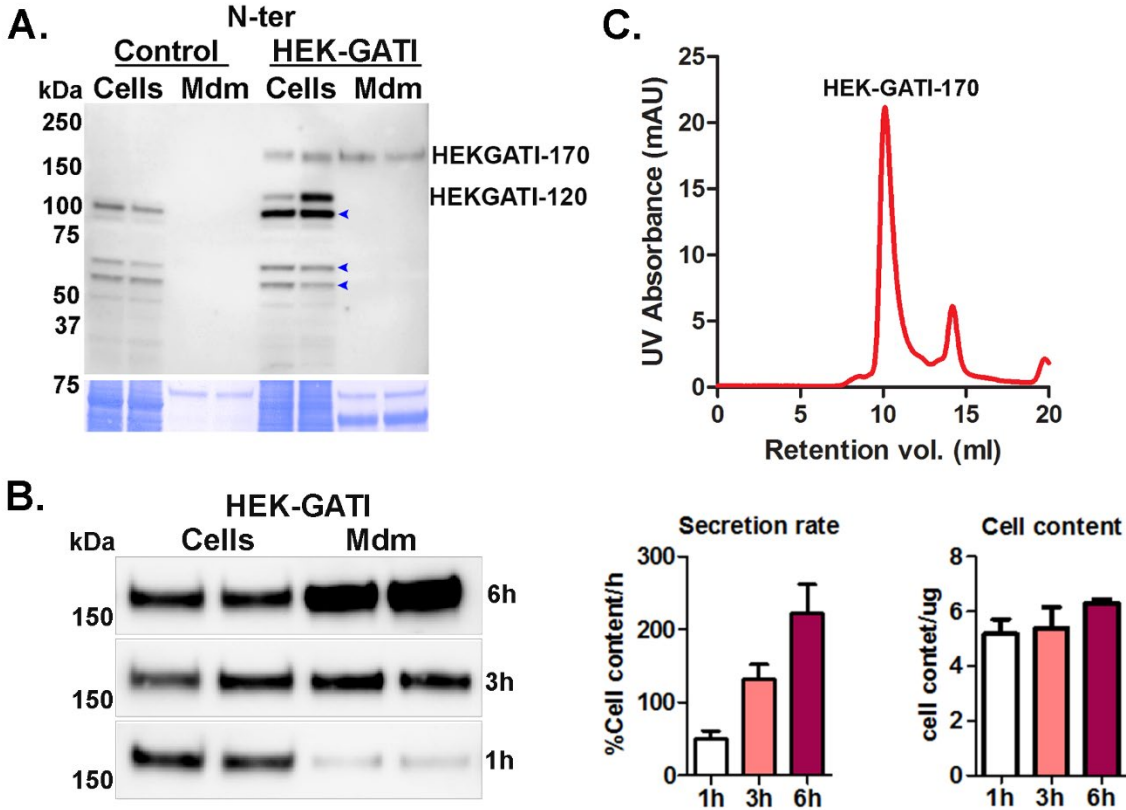 A.
N-ter
Control HEK-GATI
Cells Mdm Cells Mdm
kDa
250
150
100
75
50
37
75
HEKGATI-170
HEKGATI-120
C.
HEK-GATI-170
UV Absorbance (mAU)
25
20
15
10
5
0
0 5 10 15 20
Retention vol. (ml)
B.
HEK-GATI
kDa Cells Mdm
150 6h
150 3h
150 1h
Secretion rate
%Cell content/h
300
200
100
0
1h 3h 6h
Cell content
cell contet/ug
8
6
4
2
0
1h 3h 6h